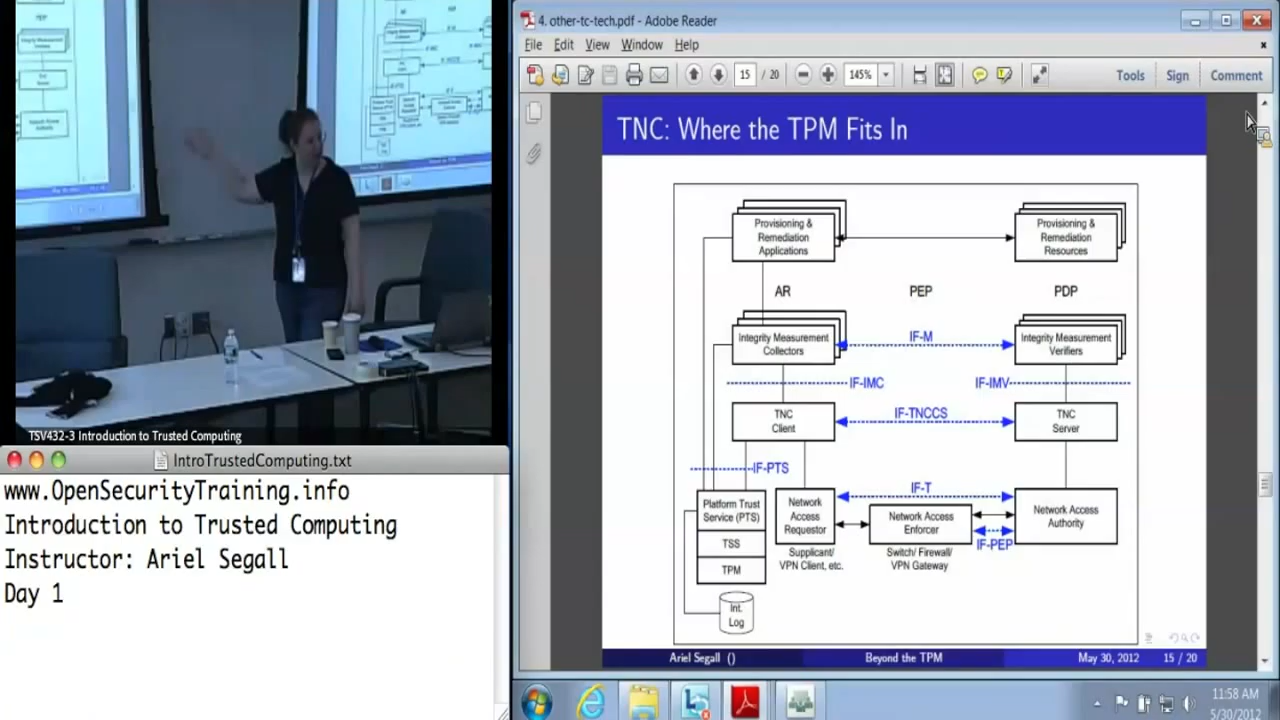 TSV432-3 Introduction to Trusted Computing
IntroTrustedComputing.txt
www.OpenSecurityTraining.info
Introduction to Trusted Computing
Instructor: Ariel Segall
Day 1
4. other-tc-tech.pdf - Adobe Reader
File Edit View Window Help
15 / 20 145% Tools Sign Comment
TNC: Where the TPM Fits In
Provisioning &
Remediation
Applications
Provisioning &
Remediation
Resources
AR PEP PDP
Integrity Measurement
Collectors
IF-M
Integrity Measurement
Verifiers
IF-IMC IF-IMV
TNC
Client
IF-TNCCS
TNC
Server
IF-PTS
Platform Trust
Service (PTS)
TSS
TPM
Int.
Log
Network
Access
Requestor
Supplicant/
VPN Client, etc.
IF-T
Network Access
Enforcer
Switch/ Firewall/
VPN Gateway
IF-PEP
Network Access
Authority
Ariel Segall () Beyond the TPM May 30, 2012 15 / 20
11:58 AM
5/30/2012